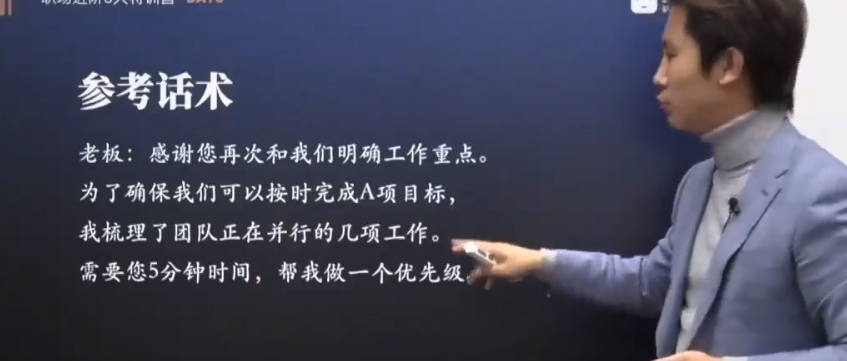 参考话术
老板：感谢您再次和我们明确工作重点。
为了确保我们可以按时完成A项目标，
我梳理了团队正在并行的几项工作。
需要您5分钟时间，帮我做一个优先级